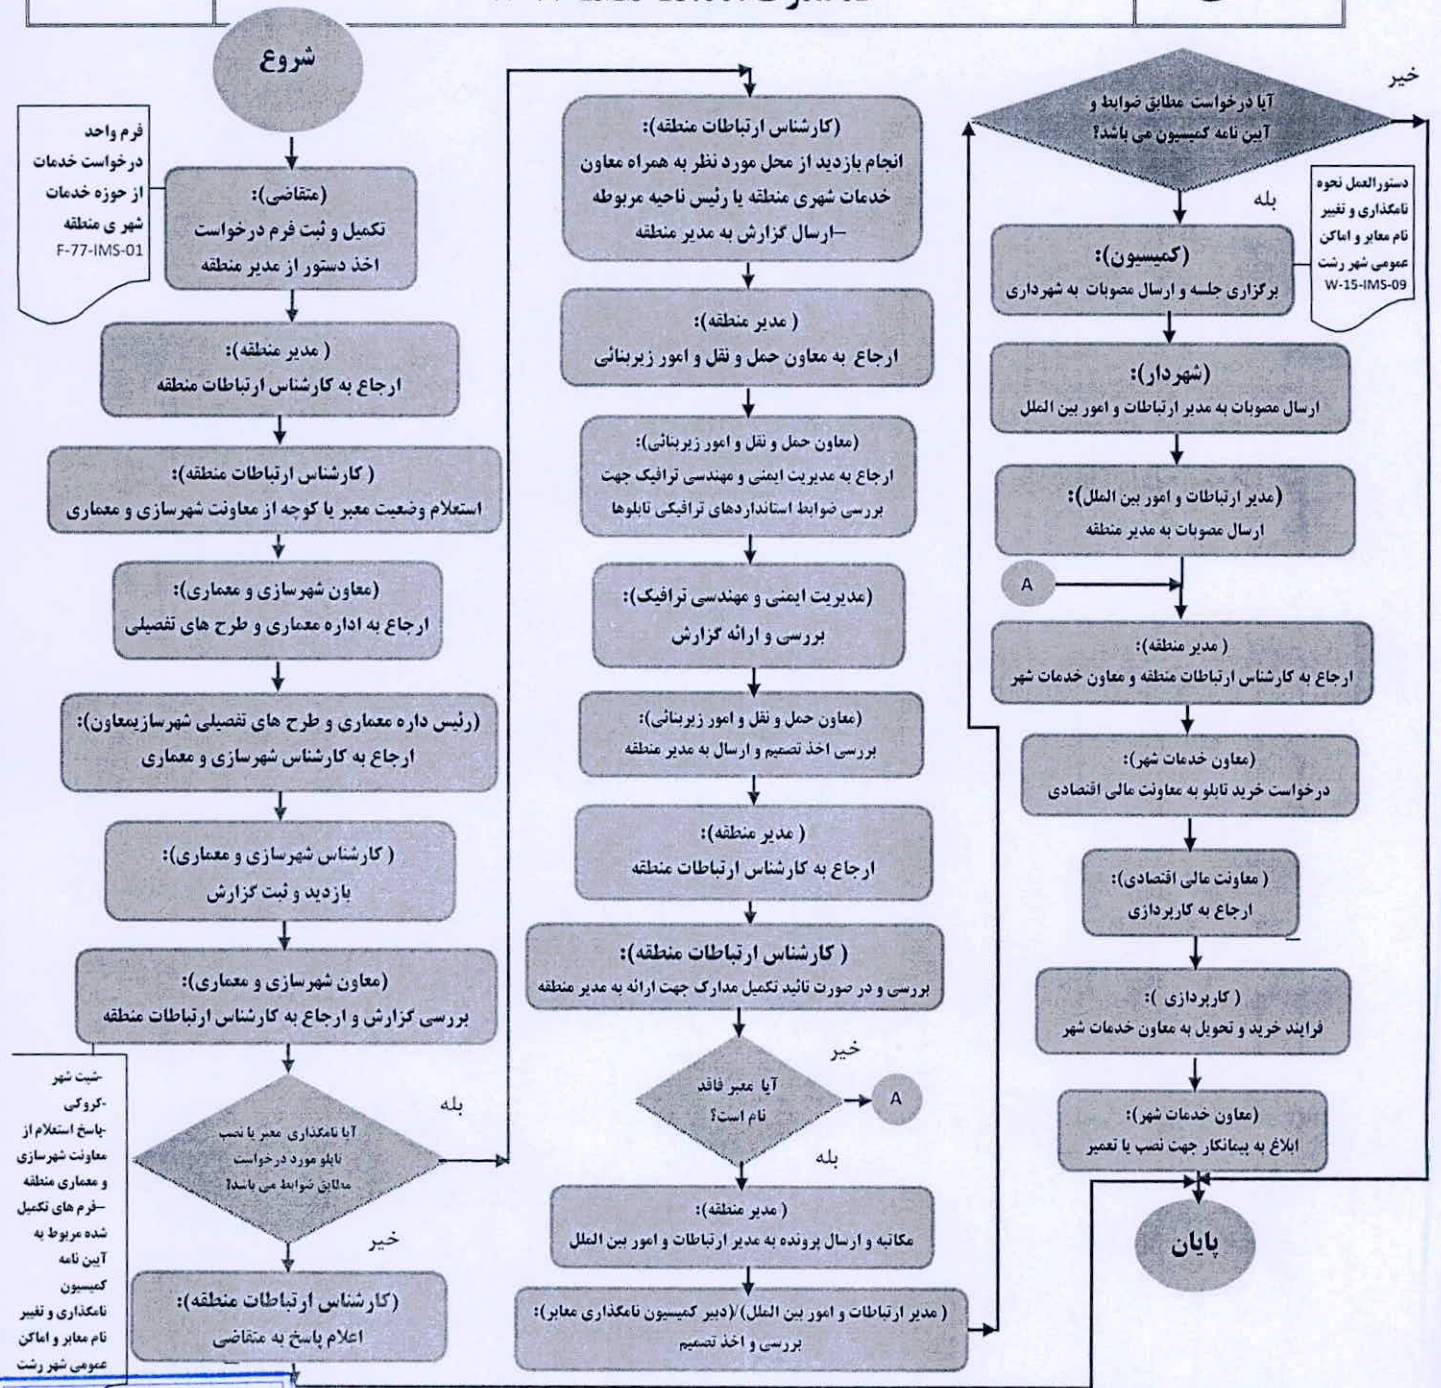 شروع
فرم واحد
درخواست خدمات
از حوزه خدمات
شهر ی منطقه
F-77-IMS-01
(متقاضی):
تکمیل و ثبت فرم درخواست
اخذ دستور از مدیر منطقه
( مدیر منطقه):
ارجاع به کارشناس ارتباطات منطقه
( کارشناس ارتباطات منطقه):
استعلام وضعیت معبر یا کوچه از معاونت شهرسازی و معماری
(معاون شهرسازی و معماری):
ارجاع به اداره معماری و طرح های تفصیلی
(رئیس داره معماری و طرح های تفصیلی شهرسازیمعاون):
ارجاع به کارشناس شهرسازی و معماری
( کارشناس شهرسازی و معماری):
بازدید و ثبت گزارش
(معاون شهرسازی و معماری):
بررسی گزارش و ارجاع به کارشناس ارتباطات منطقه
-شیت شهر
-کروکی
-پاسخ استعلام از
معاونت شهرسازی
و معماری منطقه
–فرم های تکمیل
شده مربوط به
آیین نامه
کمیسیون
نامگذاری و تغییر
نام معابر و اماکن
عمومی شهر رشت
آیا نامگذاری معبر یا نصب
تابلو مورد درخواست
مطابق ضوابط می باشد؟
بله
خیر
(کارشناس ارتباطات منطقه):
اعلام پاسخ به متقاضی
(کارشناس ارتباطات منطقه):
انجام بازدید از محل مورد نظر به همراه معاون
خدمات شهری منطقه یا رئیس ناحیه مربوطه
–ارسال گزارش به مدیر منطقه
( مدیر منطقه):
ارجاع به معاون حمل و نقل و امور زیربنائی
(معاون حمل و نقل و امور زیربنائی):
ارجاع به مدیریت ایمنی و مهندسی ترافیک جهت
بررسی ضوابط استانداردهای ترافیکی تابلوها
(مدیریت ایمنی و مهندسی ترافیک):
بررسی و ارائه گزارش
(معاون حمل و نقل و امور زیربنائی):
بررسی اخذ تصمیم و ارسال به مدیر منطقه
( مدیر منطقه):
ارجاع به کارشناس ارتباطات منطقه
( کارشناس ارتباطات منطقه):
بررسی و در صورت تائید تکمیل مدارک جهت ارائه به مدیر منطقه
آیا معبر فاقد
نام است؟
خیر
A
بله
( مدیر منطقه):
مکاتبه و ارسال پرونده به مدیر ارتباطات و امور بین الملل
( مدیر ارتباطات و امور بین الملل)/(دبیر کمیسیون نامگذاری معابر):
بررسی و اخذ تصمیم
آیا درخواست مطابق ضوابط و
آیین نامه کمیسیون می باشد؟
خیر
بله
دستورالعمل نحوه
نامگذاری و تغییر
نام معابر و اماکن
عمومی شهر رشت
W-15-IMS-09
(کمیسیون):
برگزاری جلسه و ارسال مصوبات به شهرداری
(شهردار):
ارسال مصوبات به مدیر ارتباطات و امور بین الملل
(مدیر ارتباطات و امور بین الملل):
ارسال مصوبات به مدیر منطقه
A
( مدیر منطقه):
ارجاع به کارشناس ارتباطات منطقه و معاون خدمات شهر
(معاون خدمات شهر):
درخواست خرید تابلو به معاونت مالی اقتصادی
( معاونت مالی اقتصادی):
ارجاع به کارپردازی
( کارپردازی ):
فرایند خرید و تحویل به معاون خدمات شهر
(معاون خدمات شهر):
ابلاغ به پیمانکار جهت نصب یا تعمیر
پایان